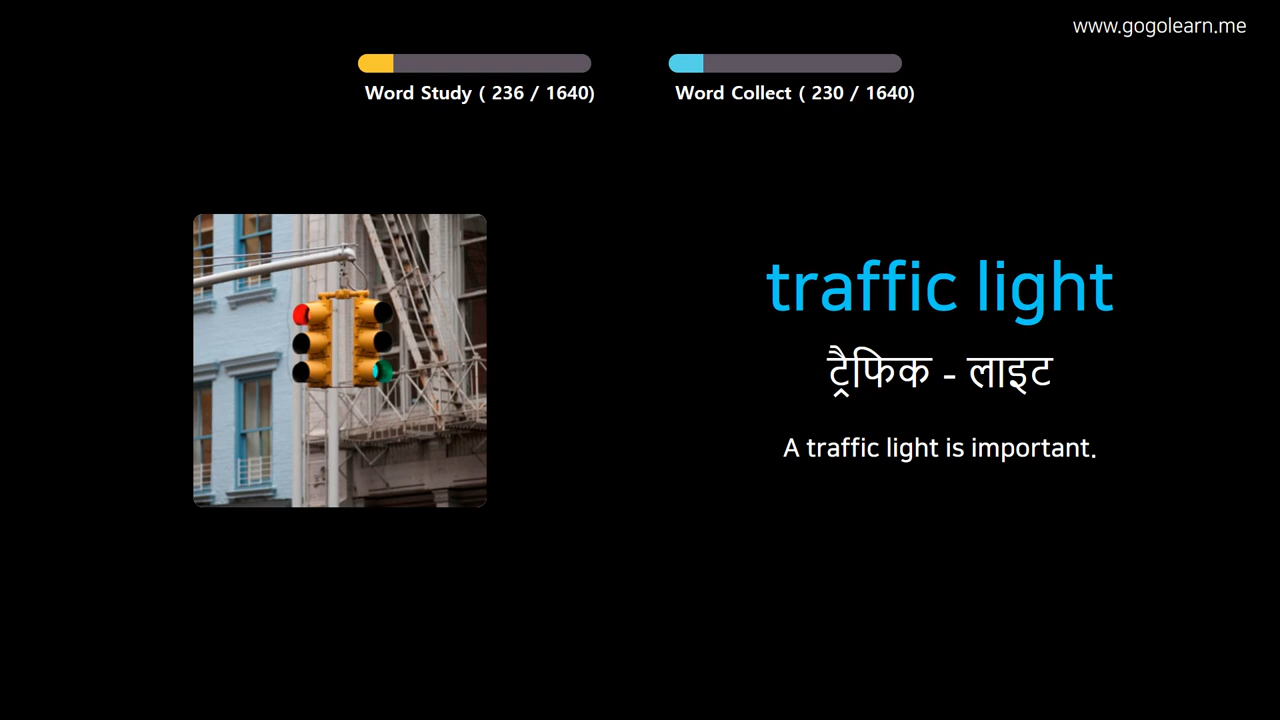 www.gogolearn.me
Word Study ( 236 / 1640)
Word Collect ( 230 / 1640)
traffic light
ट्रैफिक - लाइट
A traffic light is important.